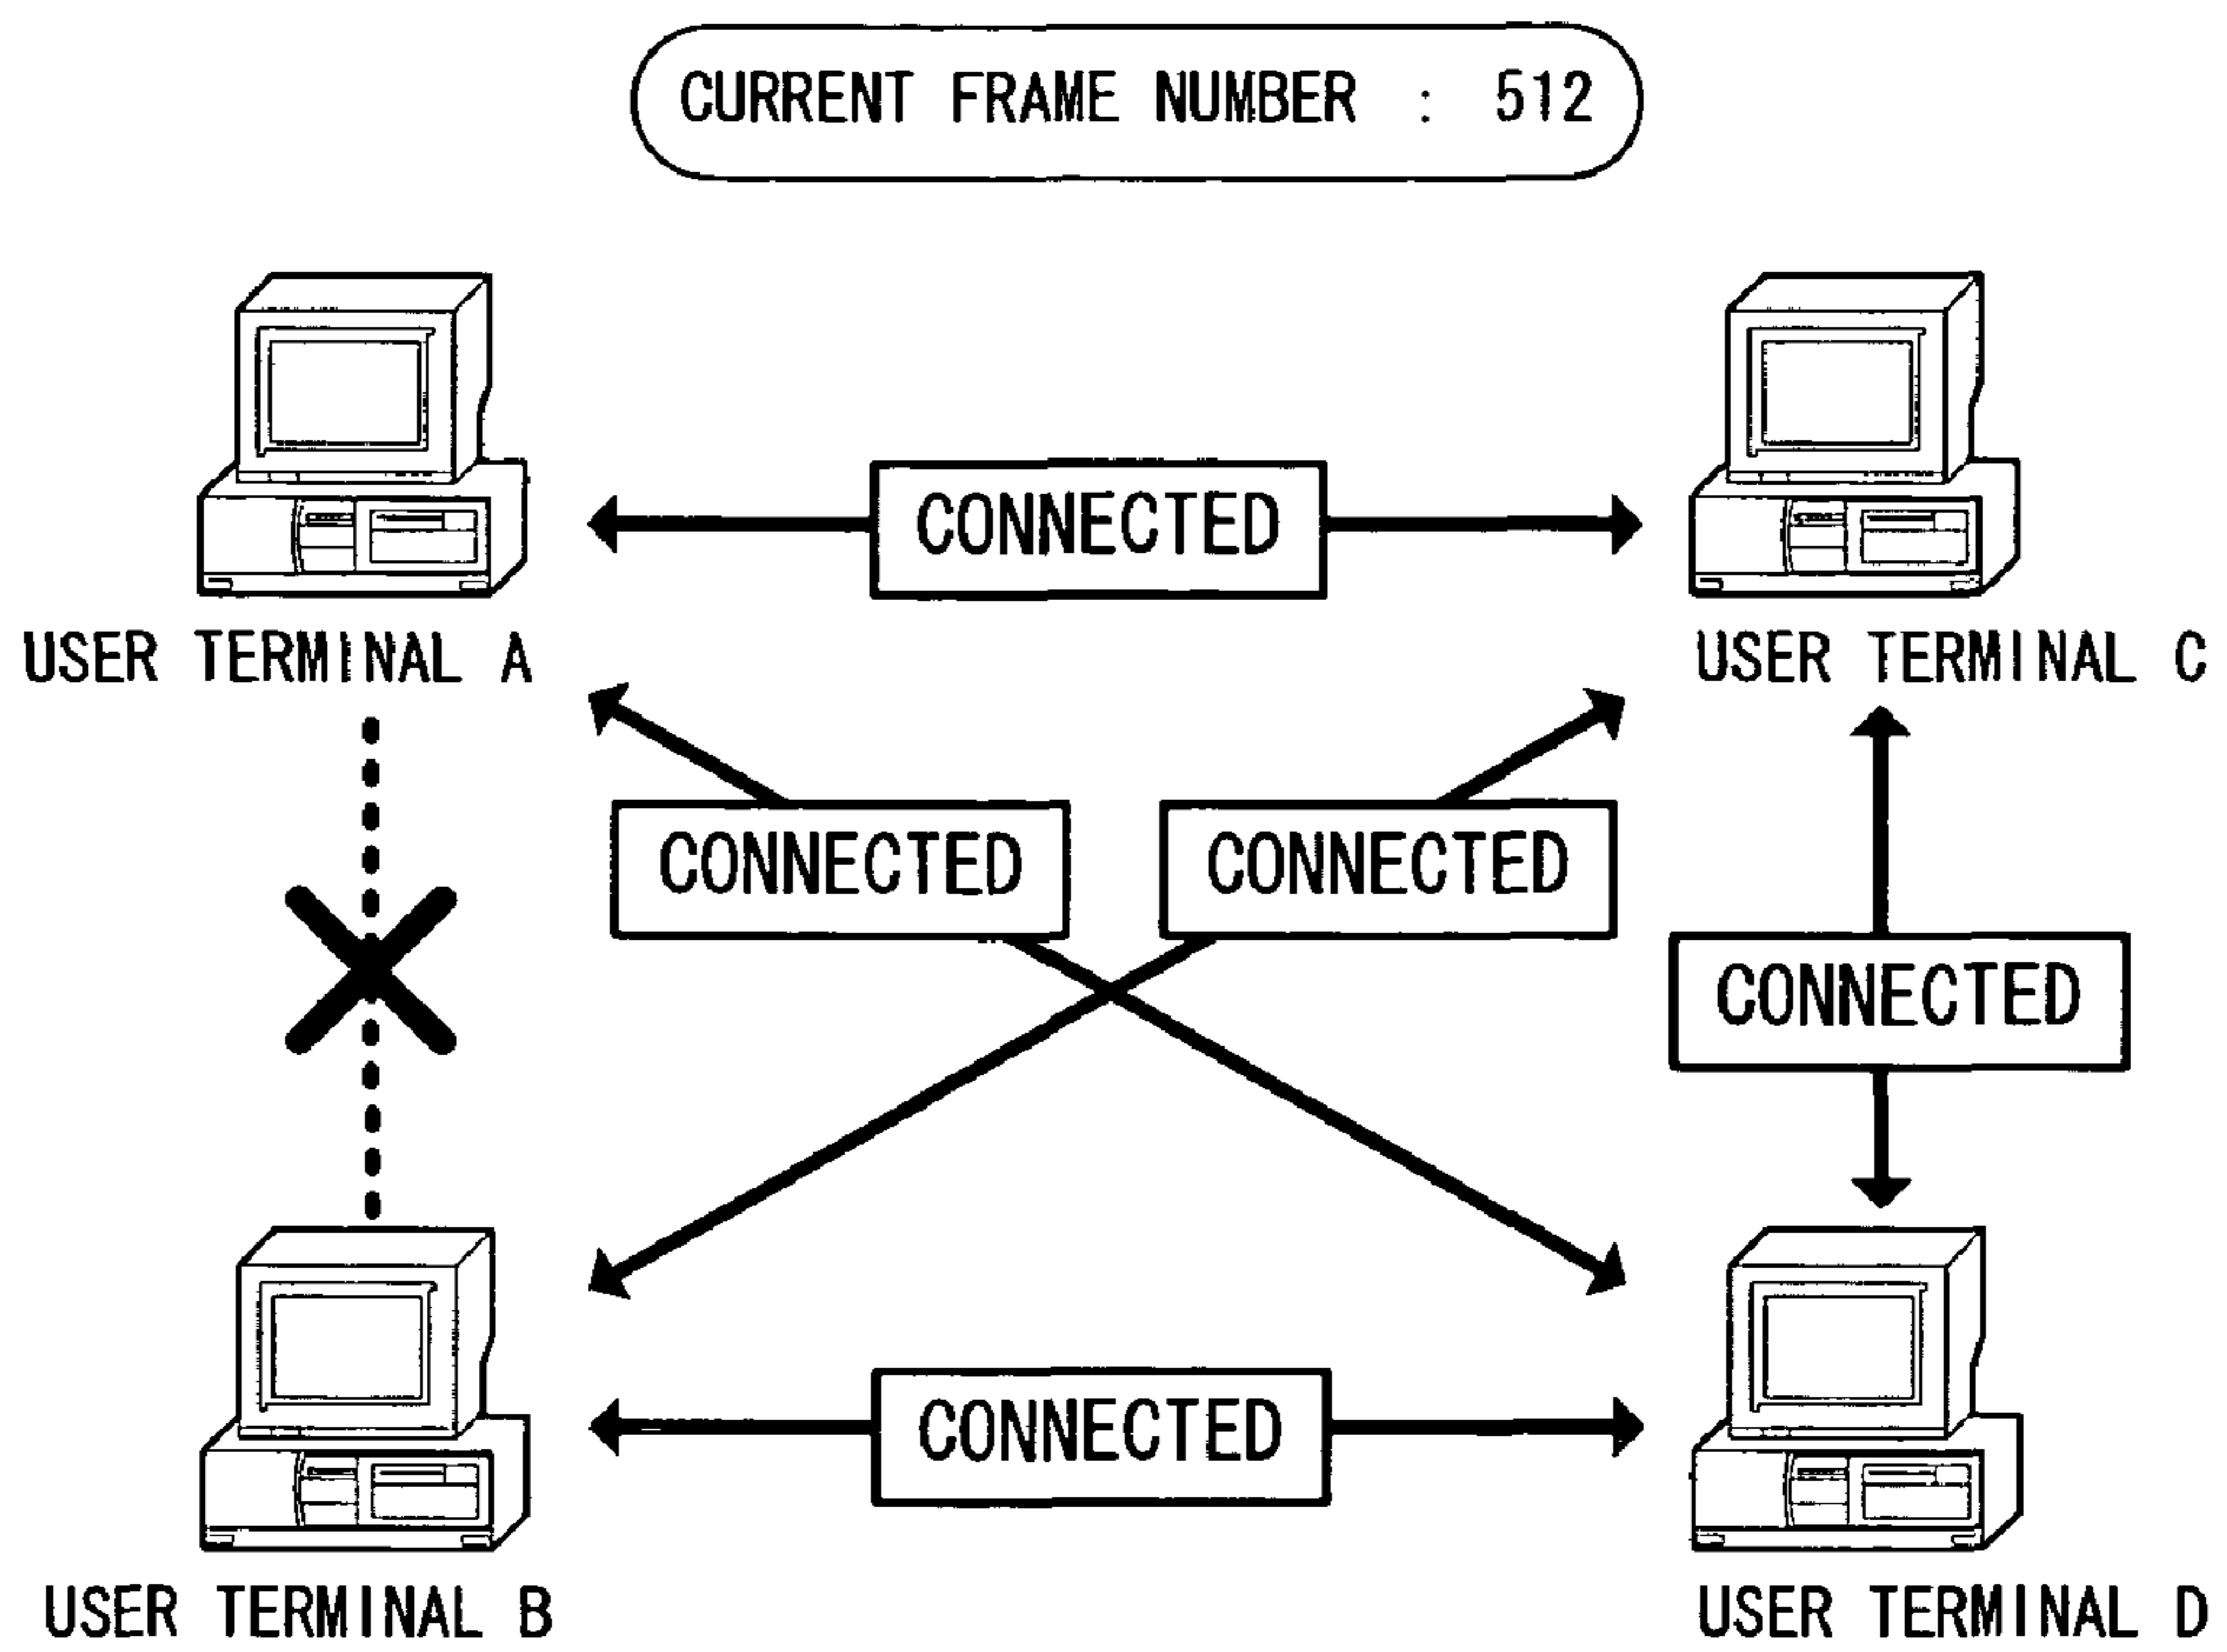 CURRENT FRAME NUMBER : 512
CONNECTED
USER TERMINAL A
USER TERMINAL C
CONNECTED
CONNECTED
CONNECTED
CONNECTED
USER TERMINAL B
USER TERMINAL D